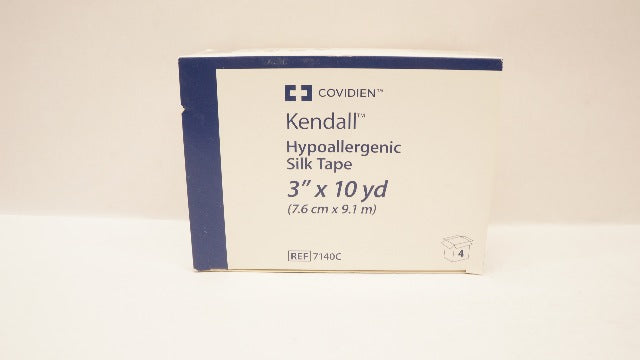 COVIDIEN™
Kendall™
Hypoallergenic
Silk Tape
3" x 10 yd
(7.6 cm x 9.1 m)
REF 7140C
4